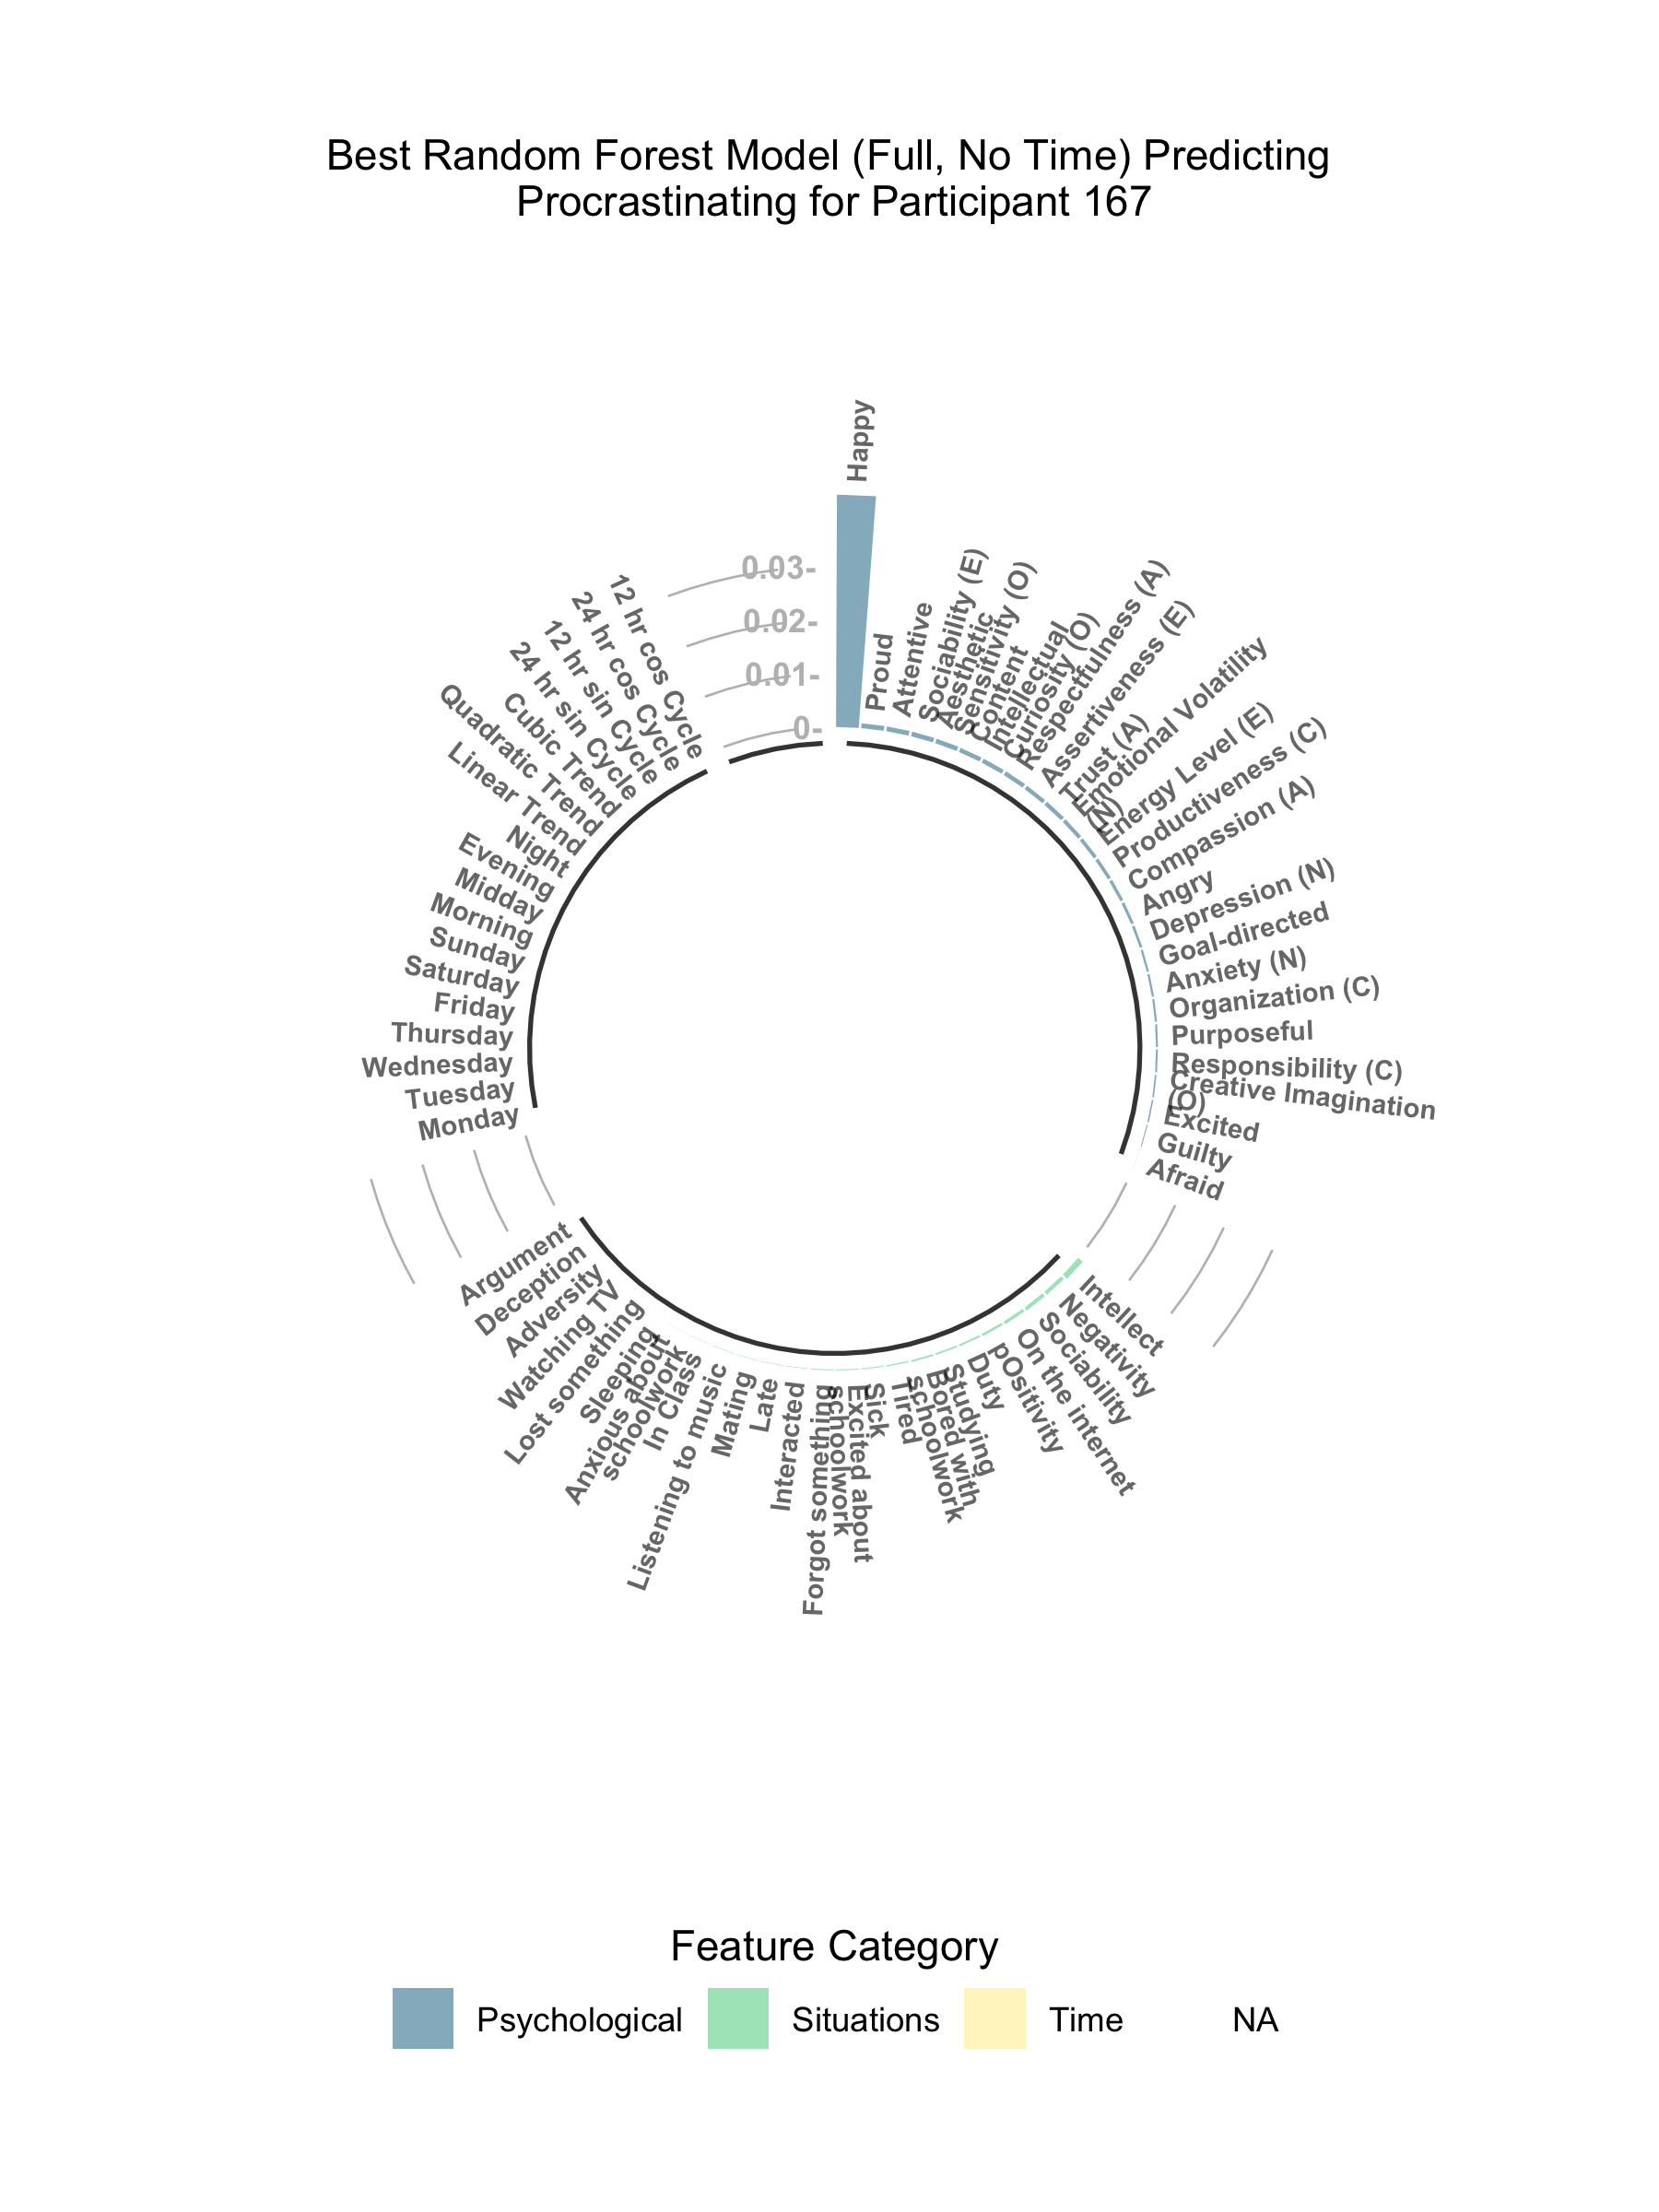 Best Random Forest Model (Full, No Time) Predicting
Procrastinating for Participant 167
Happy
Proud
Attentive
Sociability (E)
Aesthetic
Sensitivity (O)
Content
Intellectual
Curiosity (O)
Respectfulness (A)
Assertiveness (E)
Trust (A)
Emotional Volatility
(N)
Energy Level (E)
Productiveness (C)
Compassion (A)
Angry
Depression (N)
Goal-directed
Anxiety (N)
Organization (C)
Purposeful
Responsibility (C)
Creative Imagination
(O)
Excited
Guilty
Afraid
Intellect
Negativity
Sociability
On the internet
pOsitivity
Duty
Studying
Bored with
schoolwork
Tired
Sick
Excited about
schoolwork
Forgot something
Interacted
Late
Mating
Listening to music
In Class
Anxious about
schoolwork
Sleeping
Lost something
Watching TV
Adversity
Deception
Argument
Monday
Tuesday
Wednesday
Thursday
Friday
Saturday
Sunday
Morning
Midday
Evening
Night
Linear Trend
Quadratic Trend
Cubic Trend
24 hr sin Cycle
12 hr sin Cycle
24 hr cos Cycle
12 hr cos Cycle
0.03-
0.02-
0.01-
0-
Feature Category
Psychological
Situations
Time
NA